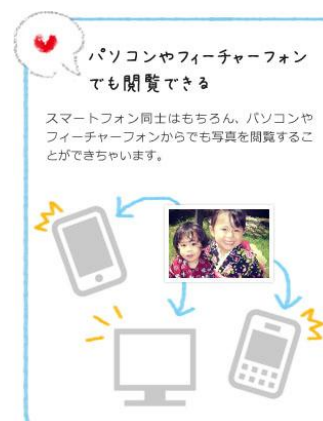 パソコンやフィーチャーフォン
でも閲覧できる
スマートフォン同士はもちろん、パソコンや
フィーチャーフォンからでも写真を閲覧するこ
とができちゃいます。